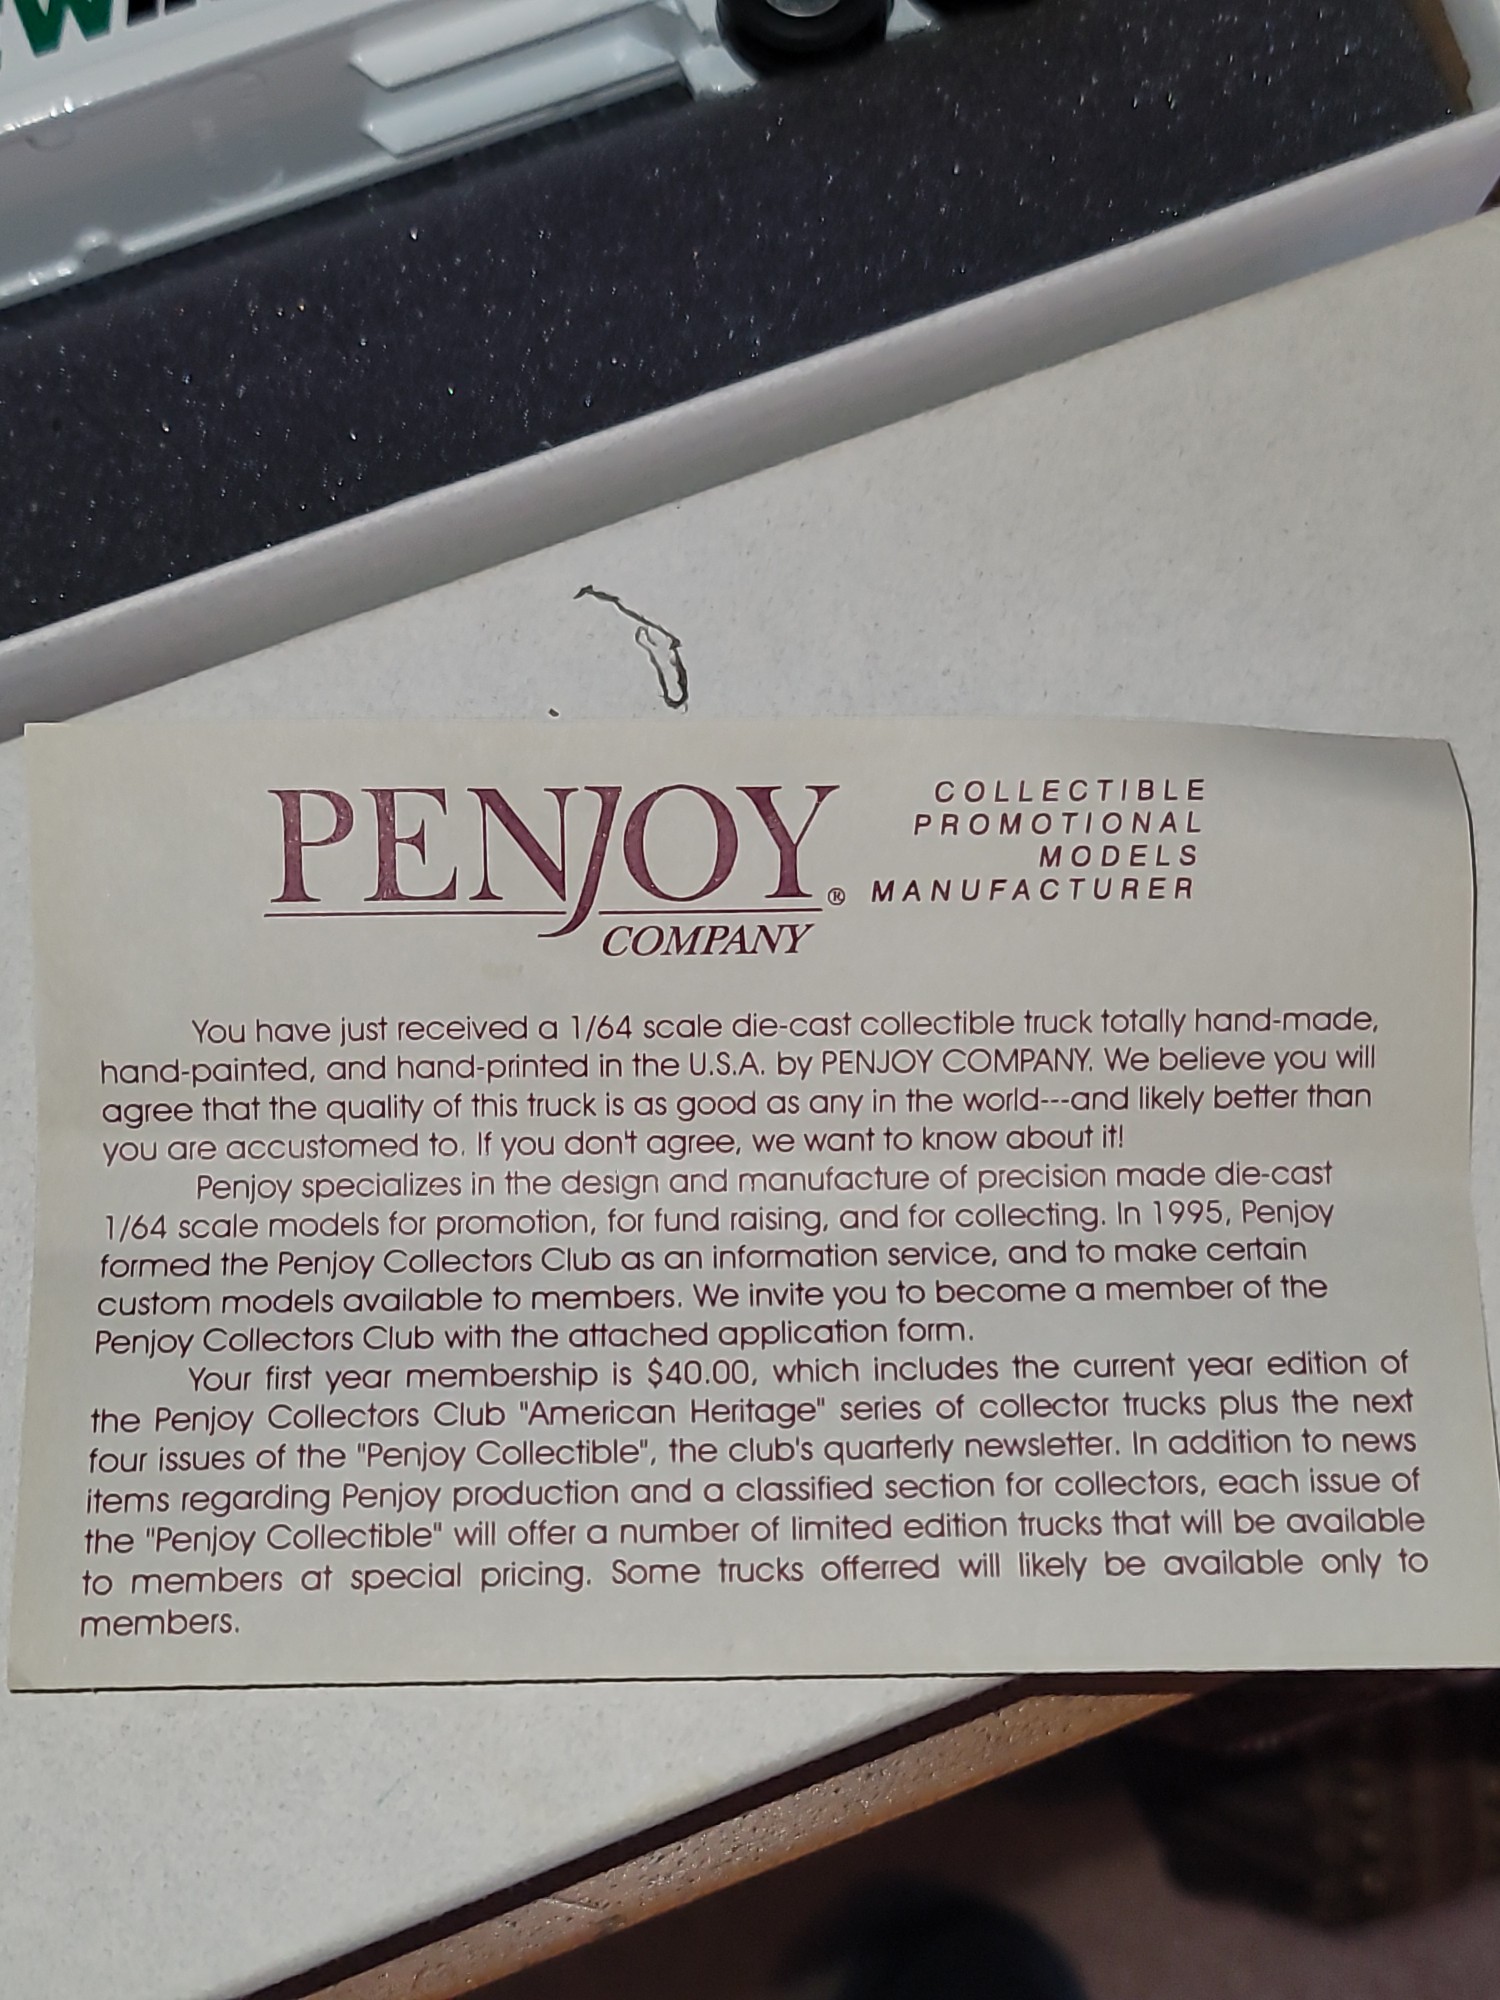 PENJOY®
COMPANY
COLLECTIBLE
PROMOTIONAL
MODELS
MANUFACTURER
You have just received a 1/64 scale die-cast collectible truck totally hand-made,
hand-painted, and hand-printed in the U.S.A. by PENJOY COMPANY. We believe you will
agree that the quality of this truck is as good as any in the world---and likely better than
you are accustomed to. If you don't agree, we want to know about it!
Penjoy specializes in the design and manufacture of precision made die-cast
1/64 scale models for promotion, for fund raising, and for collecting. In 1995, Penjoy
formed the Penjoy Collectors Club as an information service, and to make certain
custom models available to members. We invite you to become a member of the
Penjoy Collectors Club with the attached application form.
Your first year membership is $40.00, which includes the current year edition of
the Penjoy Collectors Club "American Heritage" series of collector trucks plus the next
four issues of the "Penjoy Collectible", the club's quarterly newsletter. In addition to news
items regarding Penjoy production and a classified section for collectors, each issue of
the "Penjoy Collectible" will offer a number of limited edition trucks that will be available
to members at special pricing. Some trucks offerred will likely be available only to
members.